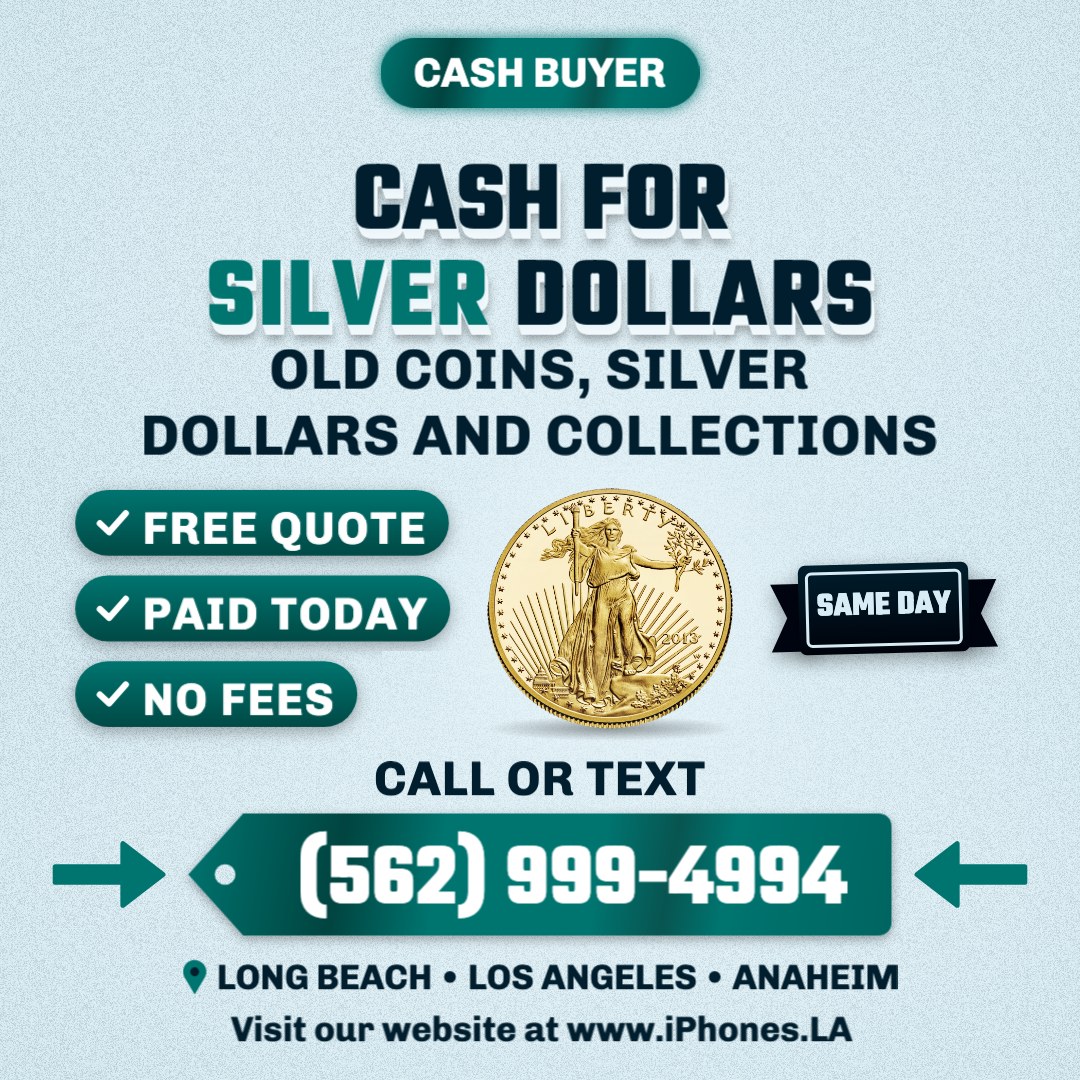 CASH BUYER
CASH FOR
SILVER DOLLARS
OLD COINS, SILVER
DOLLARS AND COLLECTIONS
FREE QUOTE
PAID TODAY
NO FEES
LIBERTY
2013
SAME DAY
CALL OR TEXT
(562) 999-4994
LONG BEACH • LOS ANGELES • ANAHEIM
Visit our website at www.iPhones.LA